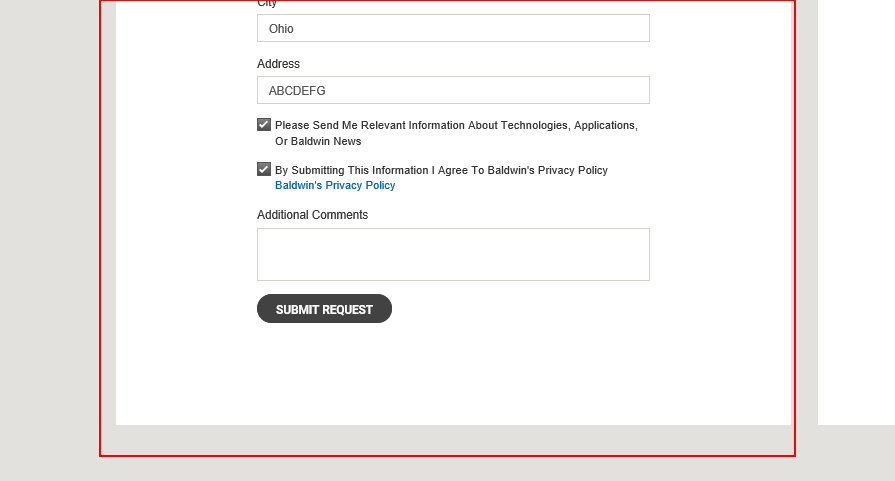 City
Ohio
Address
ABCDEFG
Please Send Me Relevant Information About Technologies, Applications,
Or Baldwin News
By Submitting This Information I Agree To Baldwin's Privacy Policy
Baldwin's Privacy Policy
Additional Comments
SUBMIT REQUEST